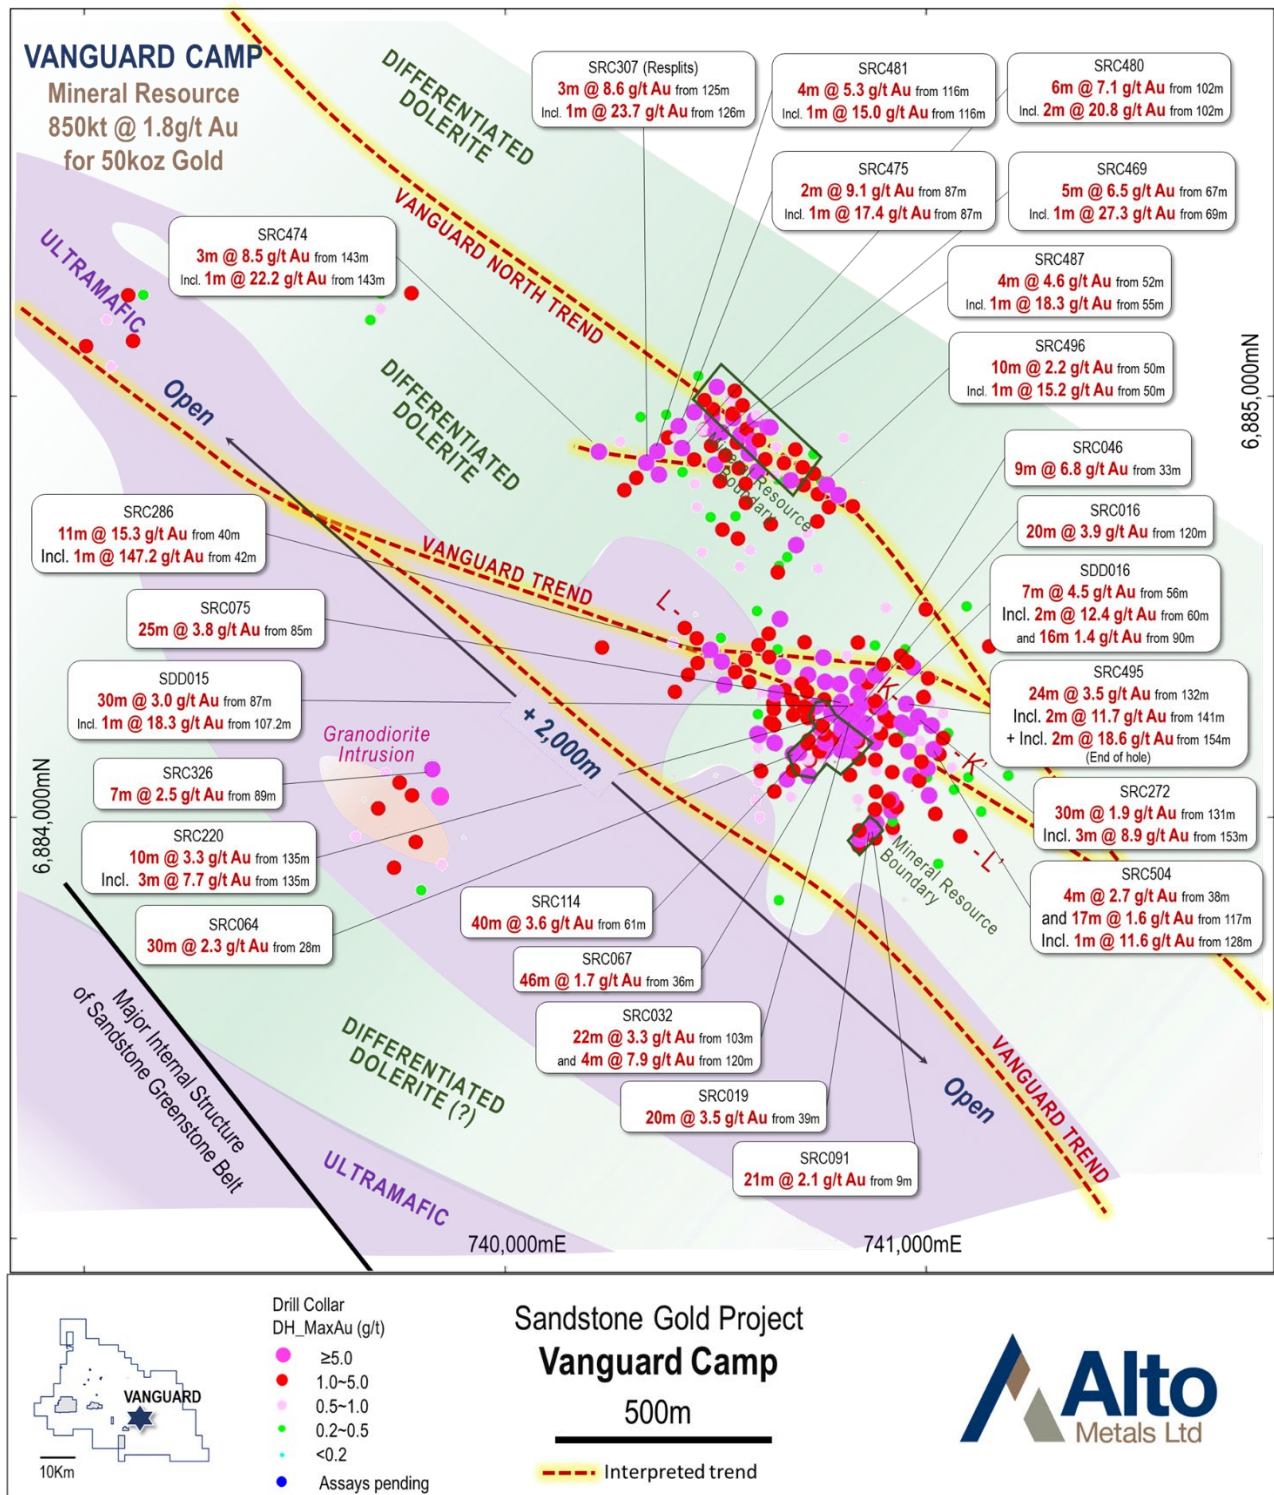 VANGUARD CAMP
Mineral Resource
850kt @ 1.8g/t Au
for 50koz Gold
DIFFERENTIATED
DOLERITE
SRC307 (Resplits)
3m @ 8.6 g/t Au from 125m
Incl. 1m @ 23.7 g/t Au from 126m
SRC481
4m @ 5.3 g/t Au from 116m
Incl. 1m @ 15.0 g/t Au from 116m
SRC480
6m @ 7.1 g/t Au from 102m
Incl. 2m @ 20.8 g/t Au from 102m
SRC475
2m @ 9.1 g/t Au from 87m
Incl. 1m @ 17.4 g/t Au from 87m
SRC469
5m @ 6.5 g/t Au from 67m
Incl. 1m @ 27.3 g/t Au from 69m
SRC474
3m @ 8.5 g/t Au from 143m
Incl. 1m @ 22.2 g/t Au from 143m
SRC487
4m @ 4.6 g/t Au from 52m
Incl. 1m @ 18.3 g/t Au from 55m
SRC496
10m @ 2.2 g/t Au from 50m
Incl. 1m @ 15.2 g/t Au from 50m
ULTRAMAFIC
VANGUARD NORTH TREND
DIFFERENTIATED
DOLERITE
Open
6,885,000mN
Mineral Resource
Boundary
SRC046
9m @ 6.8 g/t Au from 33m
SRC016
20m @ 3.9 g/t Au from 120m
SRC286
11m @ 15.3 g/t Au from 40m
Incl. 1m @ 147.2 g/t Au from 42m
VANGUARD TREND
SDD016
7m @ 4.5 g/t Au from 56m
Incl. 2m @ 12.4 g/t Au from 60m
and 16m 1.4 g/t Au from 90m
L -
SRC075
25m @ 3.8 g/t Au from 85m
SDD015
30m @ 3.0 g/t Au from 87m
Incl. 1m @ 18.3 g/t Au from 107.2m
SRC495
24m @ 3.5 g/t Au from 132m
Incl. 2m @ 11.7 g/t Au from 141m
+ Incl. 2m @ 18.6 g/t Au from 154m
(End of hole)
K -
- K'
+ 2,000m
Granodiorite
Intrusion
SRC326
7m @ 2.5 g/t Au from 89m
SRC272
30m @ 1.9 g/t Au from 131m
Incl. 3m @ 8.9 g/t Au from 153m
6,884,000mN
SRC220
10m @ 3.3 g/t Au from 135m
Incl. 3m @ 7.7 g/t Au from 135m
- L'
Mineral Resource
Boundary
SRC504
4m @ 2.7 g/t Au from 38m
and 17m @ 1.6 g/t Au from 117m
Incl. 1m @ 11.6 g/t Au from 128m
SRC064
30m @ 2.3 g/t Au from 28m
SRC114
40m @ 3.6 g/t Au from 61m
SRC067
46m @ 1.7 g/t Au from 36m
SRC032
22m @ 3.3 g/t Au from 103m
and 4m @ 7.9 g/t Au from 120m
SRC019
20m @ 3.5 g/t Au from 39m
SRC091
21m @ 2.1 g/t Au from 9m
Major Internal Structure
of Sandstone Greenstone Belt
DIFFERENTIATED
DOLERITE (?)
ULTRAMAFIC
Open
VANGUARD TREND
740,000mE
741,000mE
VANGUARD
10Km
Drill Collar
DH_MaxAu (g/t)
≥5.0
1.0~5.0
0.5~1.0
0.2~0.5
<0.2
Assays pending
Sandstone Gold Project
Vanguard Camp
500m
Interpreted trend
Alto
Metals Ltd